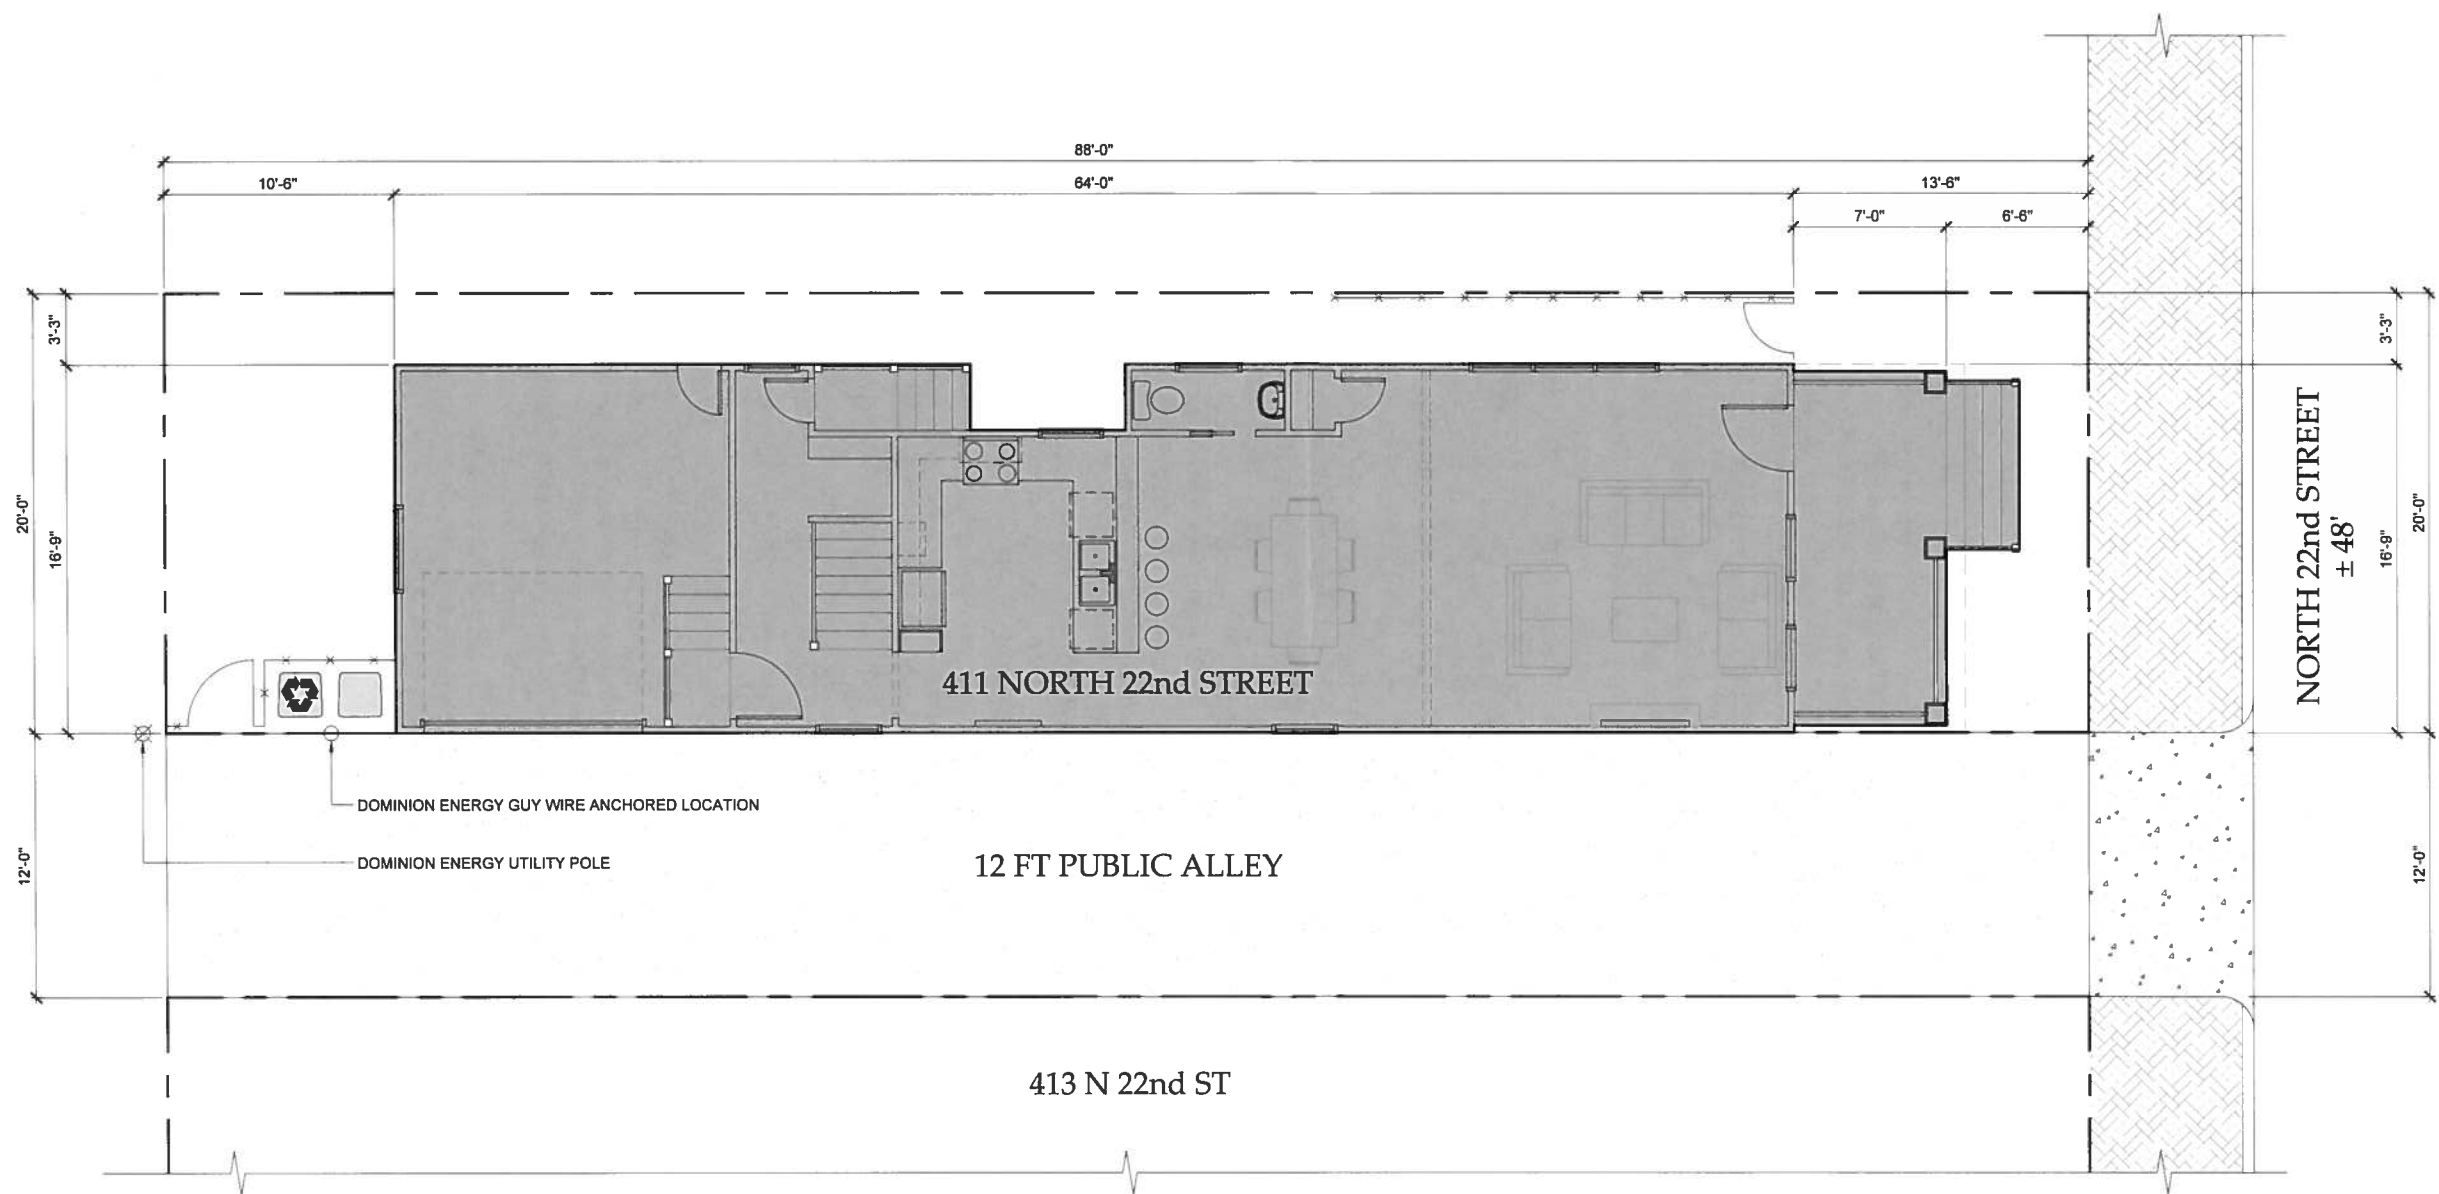 88'-0"
10'-6"
64'-0"
13'-6"
7'-0"
6'-6"
3'-3"
3'-3"
20'-0"
16'-9"
16'-9"
20'-0"
NORTH 22nd STREET
± 48'
411 NORTH 22nd STREET
DOMINION ENERGY GUY WIRE ANCHORED LOCATION
DOMINION ENERGY UTILITY POLE
12'-0"
12 FT PUBLIC ALLEY
12'-0"
413 N 22nd ST